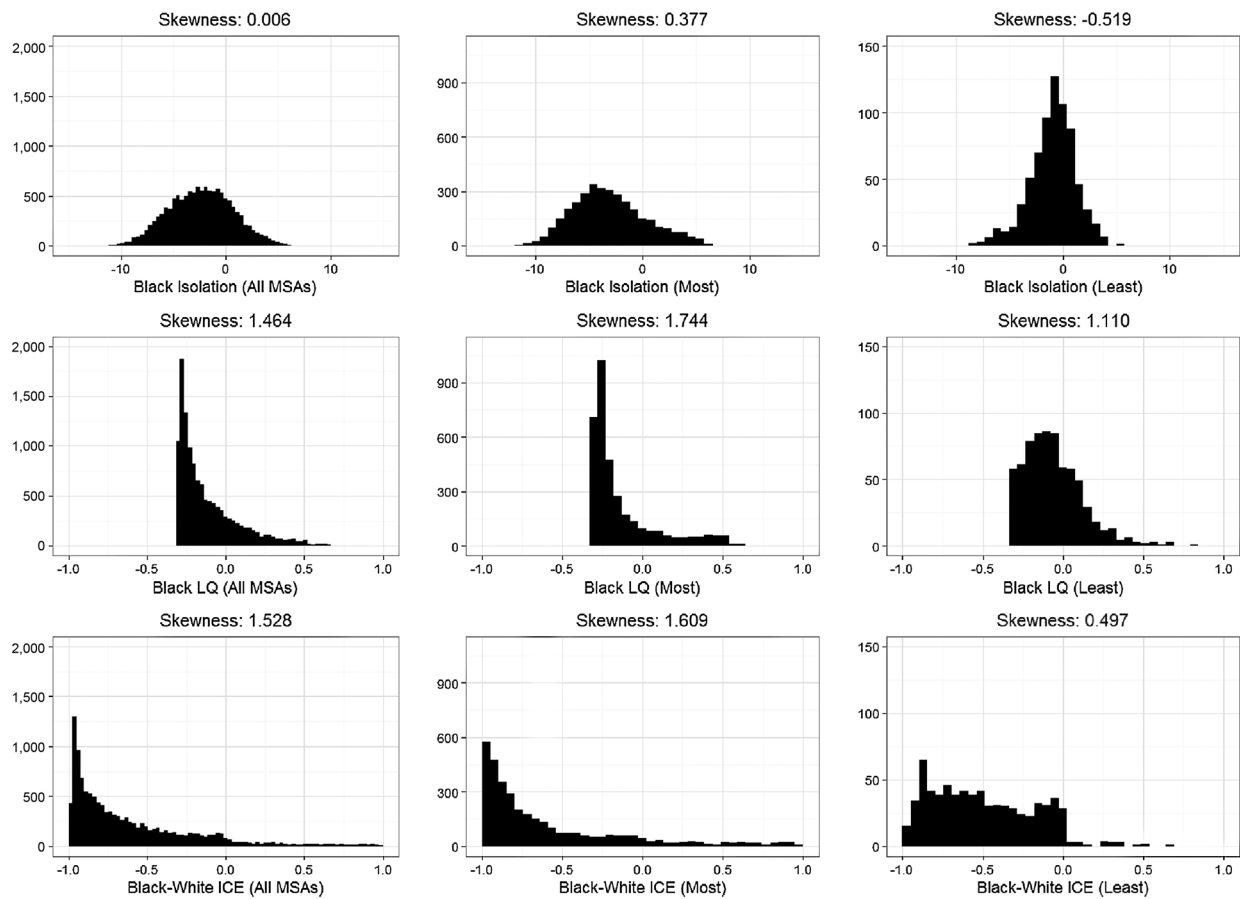 Skewness: 0.006 Skewness: 0.377 Skewness: -0.519
2,000 900 150
1,500 600 100
1,000 300 50
500 0 0
0
-10 0 10 -10 0 10 -10 0 10
Black Isolation (All MSAs) Black Isolation (Most) Black Isolation (Least)
Skewness: 1.464 Skewness: 1.744 Skewness: 1.110
2,000 900 150
1,500 600 100
1,000 300 50
500 0 0
0
-1.0 -0.5 0.0 0.5 1.0 -1.0 -0.5 0.0 0.5 1.0 -1.0 -0.5 0.0 0.5 1.0
Black LQ (All MSAs) Black LQ (Most) Black LQ (Least)
Skewness: 1.528 Skewness: 1.609 Skewness: 0.497
2,000 900 150
1,500 600 100
1,000 300 50
500 0 0
0
-1.0 -0.5 0.0 0.5 1.0 -1.0 -0.5 0.0 0.5 1.0 -1.0 -0.5 0.0 0.5 1.0
Black-White ICE (All MSAs) Black-White ICE (Most) Black-White ICE (Least)